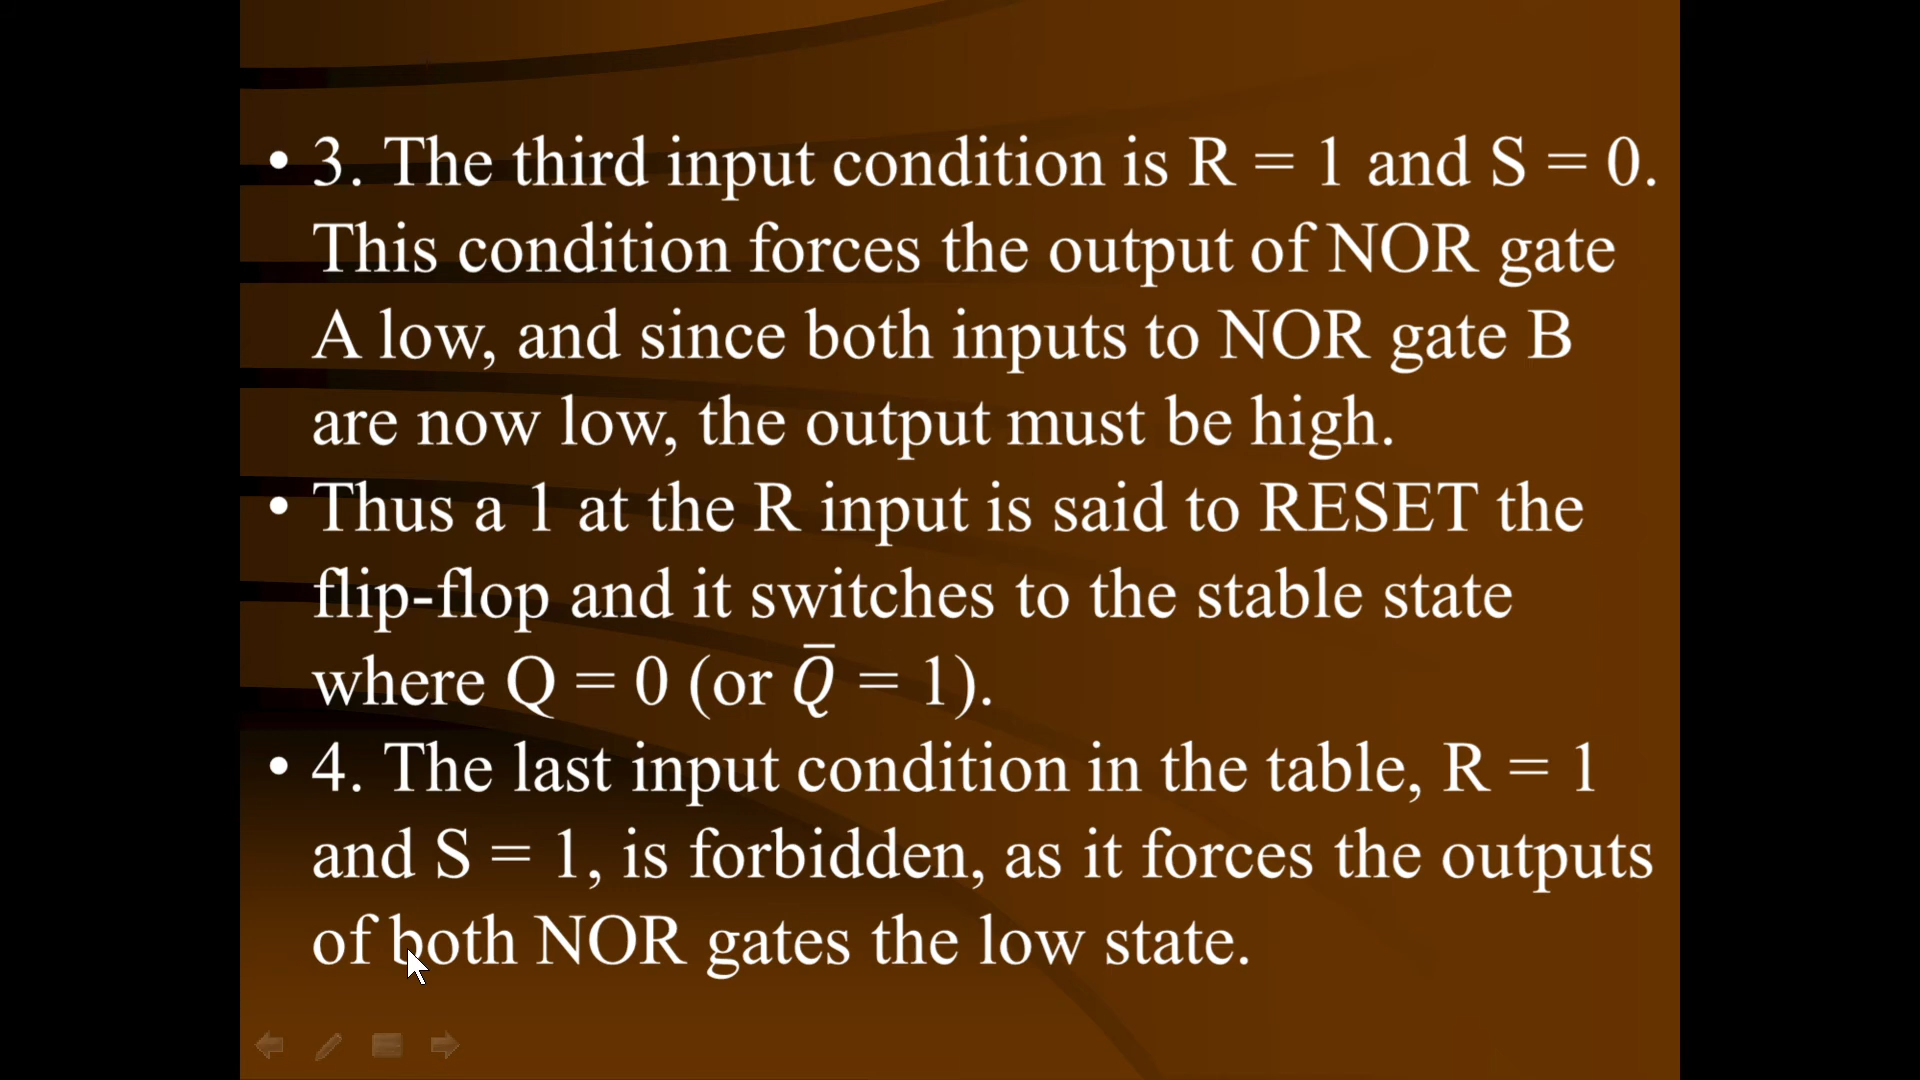 • 3. The third input condition is R = 1 and S = 0.
This condition forces the output of NOR gate
A low, and since both inputs to NOR gate B
are now low, the output must be high.
• Thus a 1 at the R input is said to RESET the
flip-flop and it switches to the stable state
where Q = 0 (or Q̅ = 1).
• 4. The last input condition in the table, R = 1
and S = 1, is forbidden, as it forces the outputs
of both NOR gates the low state.